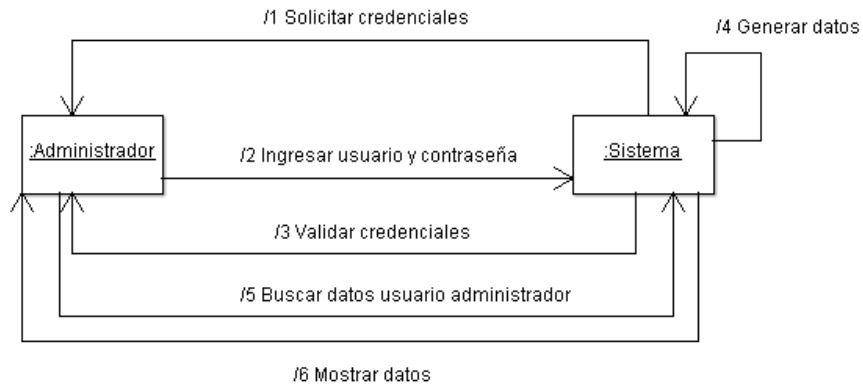 /1 Solicitar credenciales
/4 Generar datos
:Administrador
/2 Ingresar usuario y contraseña
:Sistema
/3 Validar credenciales
/5 Buscar datos usuario administrador
/6 Mostrar datos